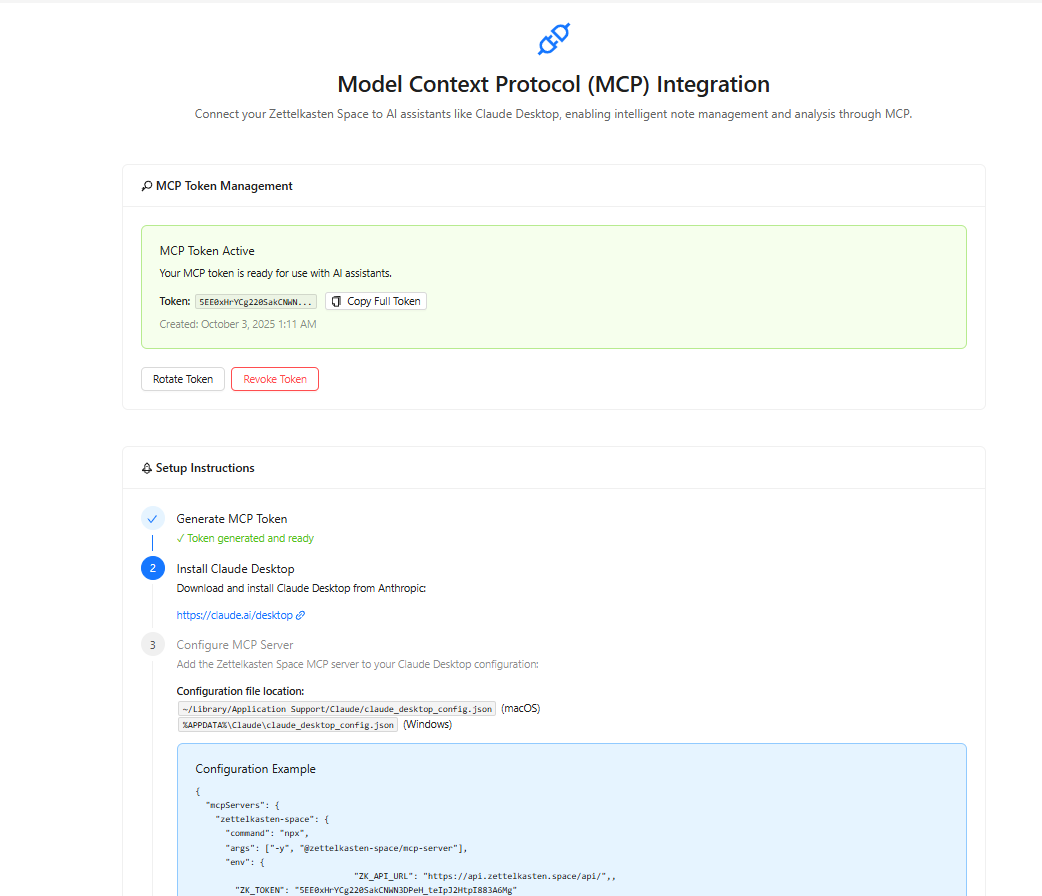 Model Context Protocol (MCP) Integration
Connect your Zettelkasten Space to AI assistants like Claude Desktop, enabling intelligent note management and analysis through MCP.
MCP Token Management
MCP Token Active
Your MCP token is ready for use with AI assistants.
Token: 5EE0xHrYCg220SakCNWN... Copy Full Token
Created: October 3, 2025 1:11 AM
Rotate Token Revoke Token
Setup Instructions
Generate MCP Token
✓ Token generated and ready
2 Install Claude Desktop
Download and install Claude Desktop from Anthropic:
https://claude.ai/desktop
3 Configure MCP Server
Add the Zettelkasten Space MCP server to your Claude Desktop configuration:
Configuration file location:
~/Library/Application Support/Claude/claude_desktop_config.json (macOS)
%APPDATA%\Claude\claude_desktop_config.json (Windows)
Configuration Example
{
"mcpServers": {
"zettelkasten-space": {
"command": "npx",
"args": ["-y", "@zettelkasten-space/mcp-server"],
"env": {
"ZK_API_URL": "https://api.zettelkasten.space/api/",,
"ZK_TOKEN": "5EE0xHrYCg220SakCNWN3DPeH_teIpJ2HtpI883A6Mg"